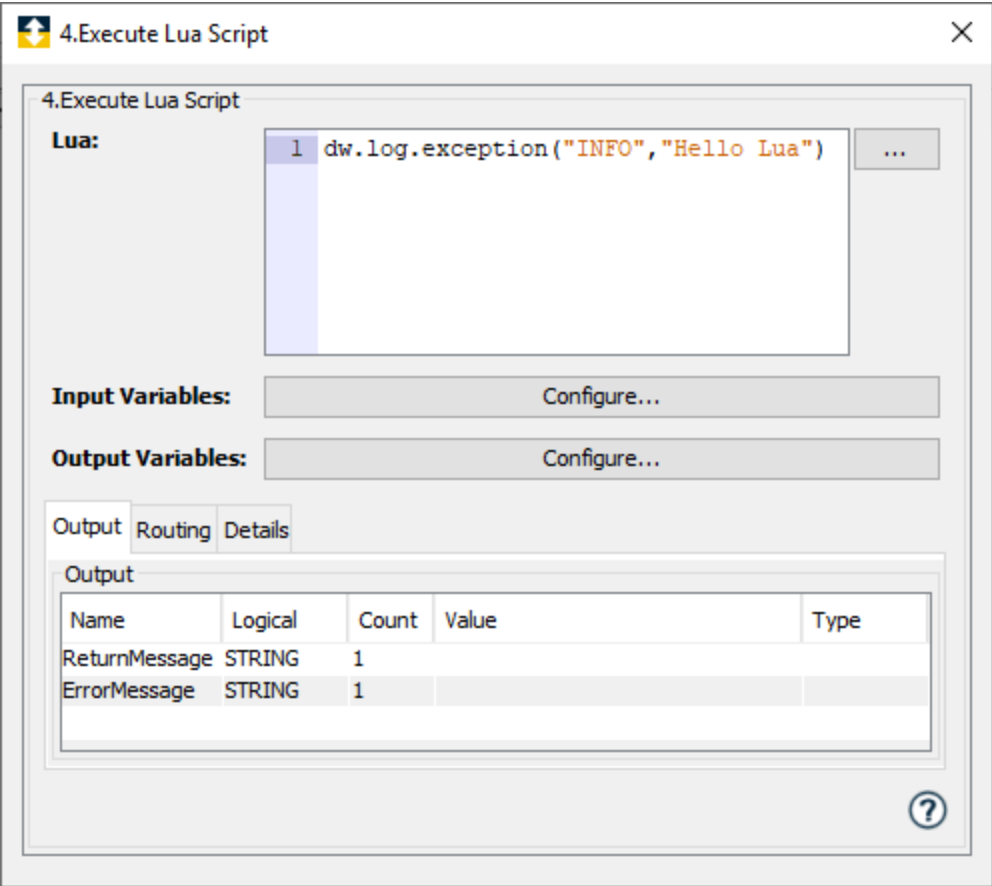 4.Execute Lua Script
4.Execute Lua Script
Lua:
1 dw.log.exception("INFO","Hello Lua")
...
Input Variables: Configure...
Output Variables: Configure...
Output Routing Details
Output
Name Logical Count Value Type
ReturnMessage STRING 1
ErrorMessage STRING 1
?